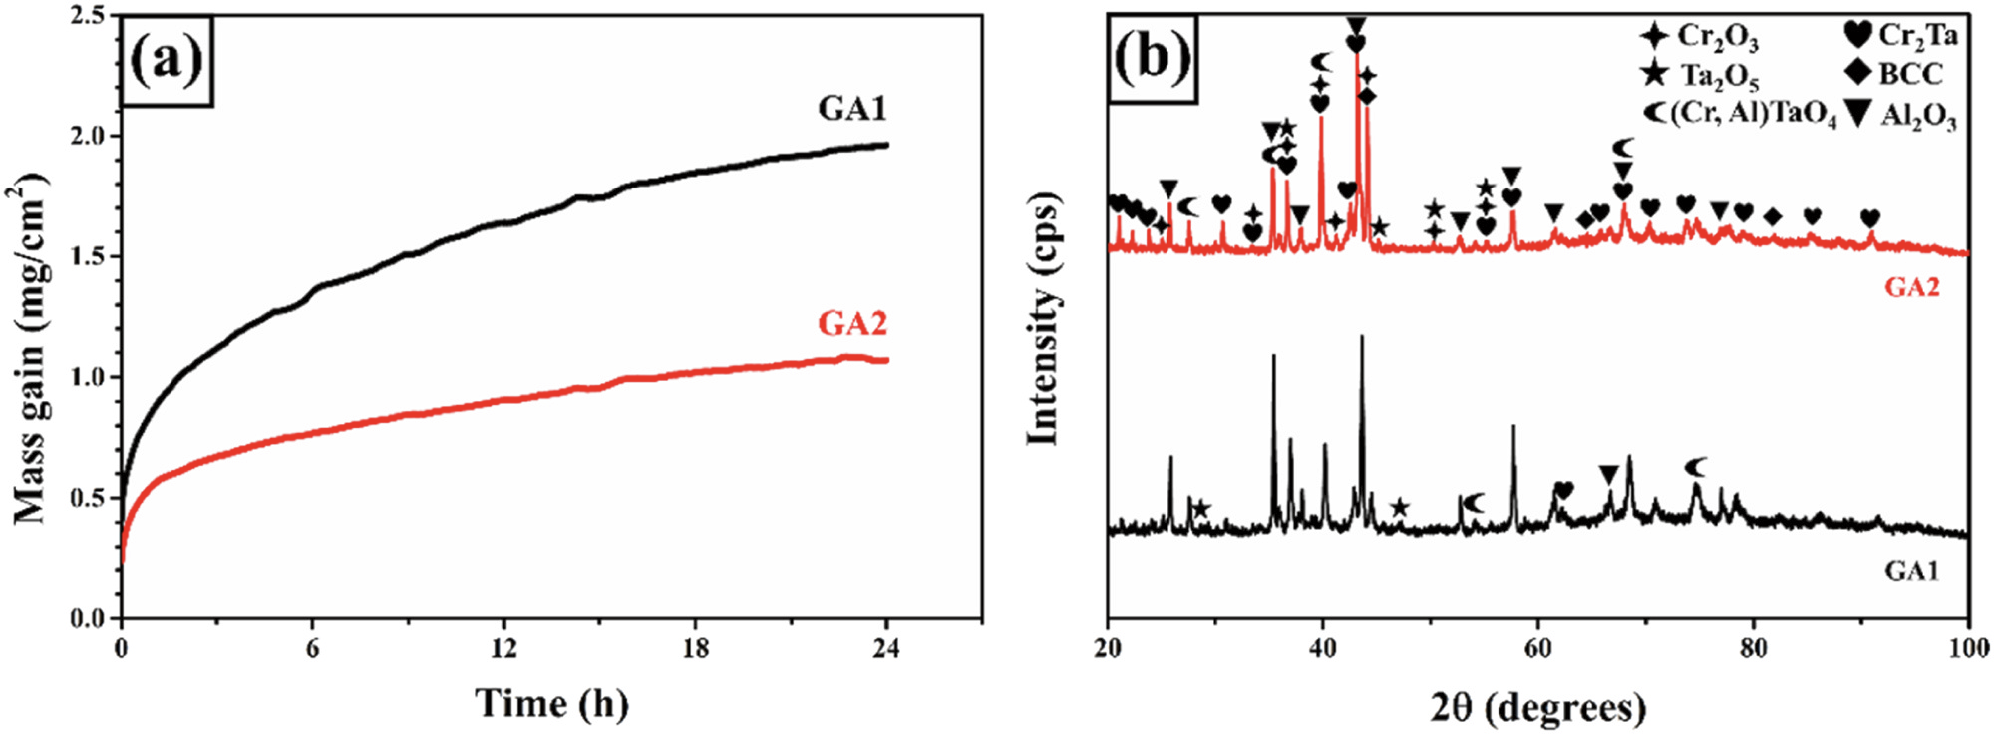 (a)
2.5
2.0
1.5
1.0
0.5
0.0
Mass gain (mg/cm²)
GA1
GA2
0 6 12 18 24
Time (h)
(b)
Cr₂O₃ Cr₂Ta
Ta₂O₅ BCC
(Cr, Al)TaO₄ Al₂O₃
Intensity (cps)
GA2
GA1
20 40 60 80 100
2θ (degrees)